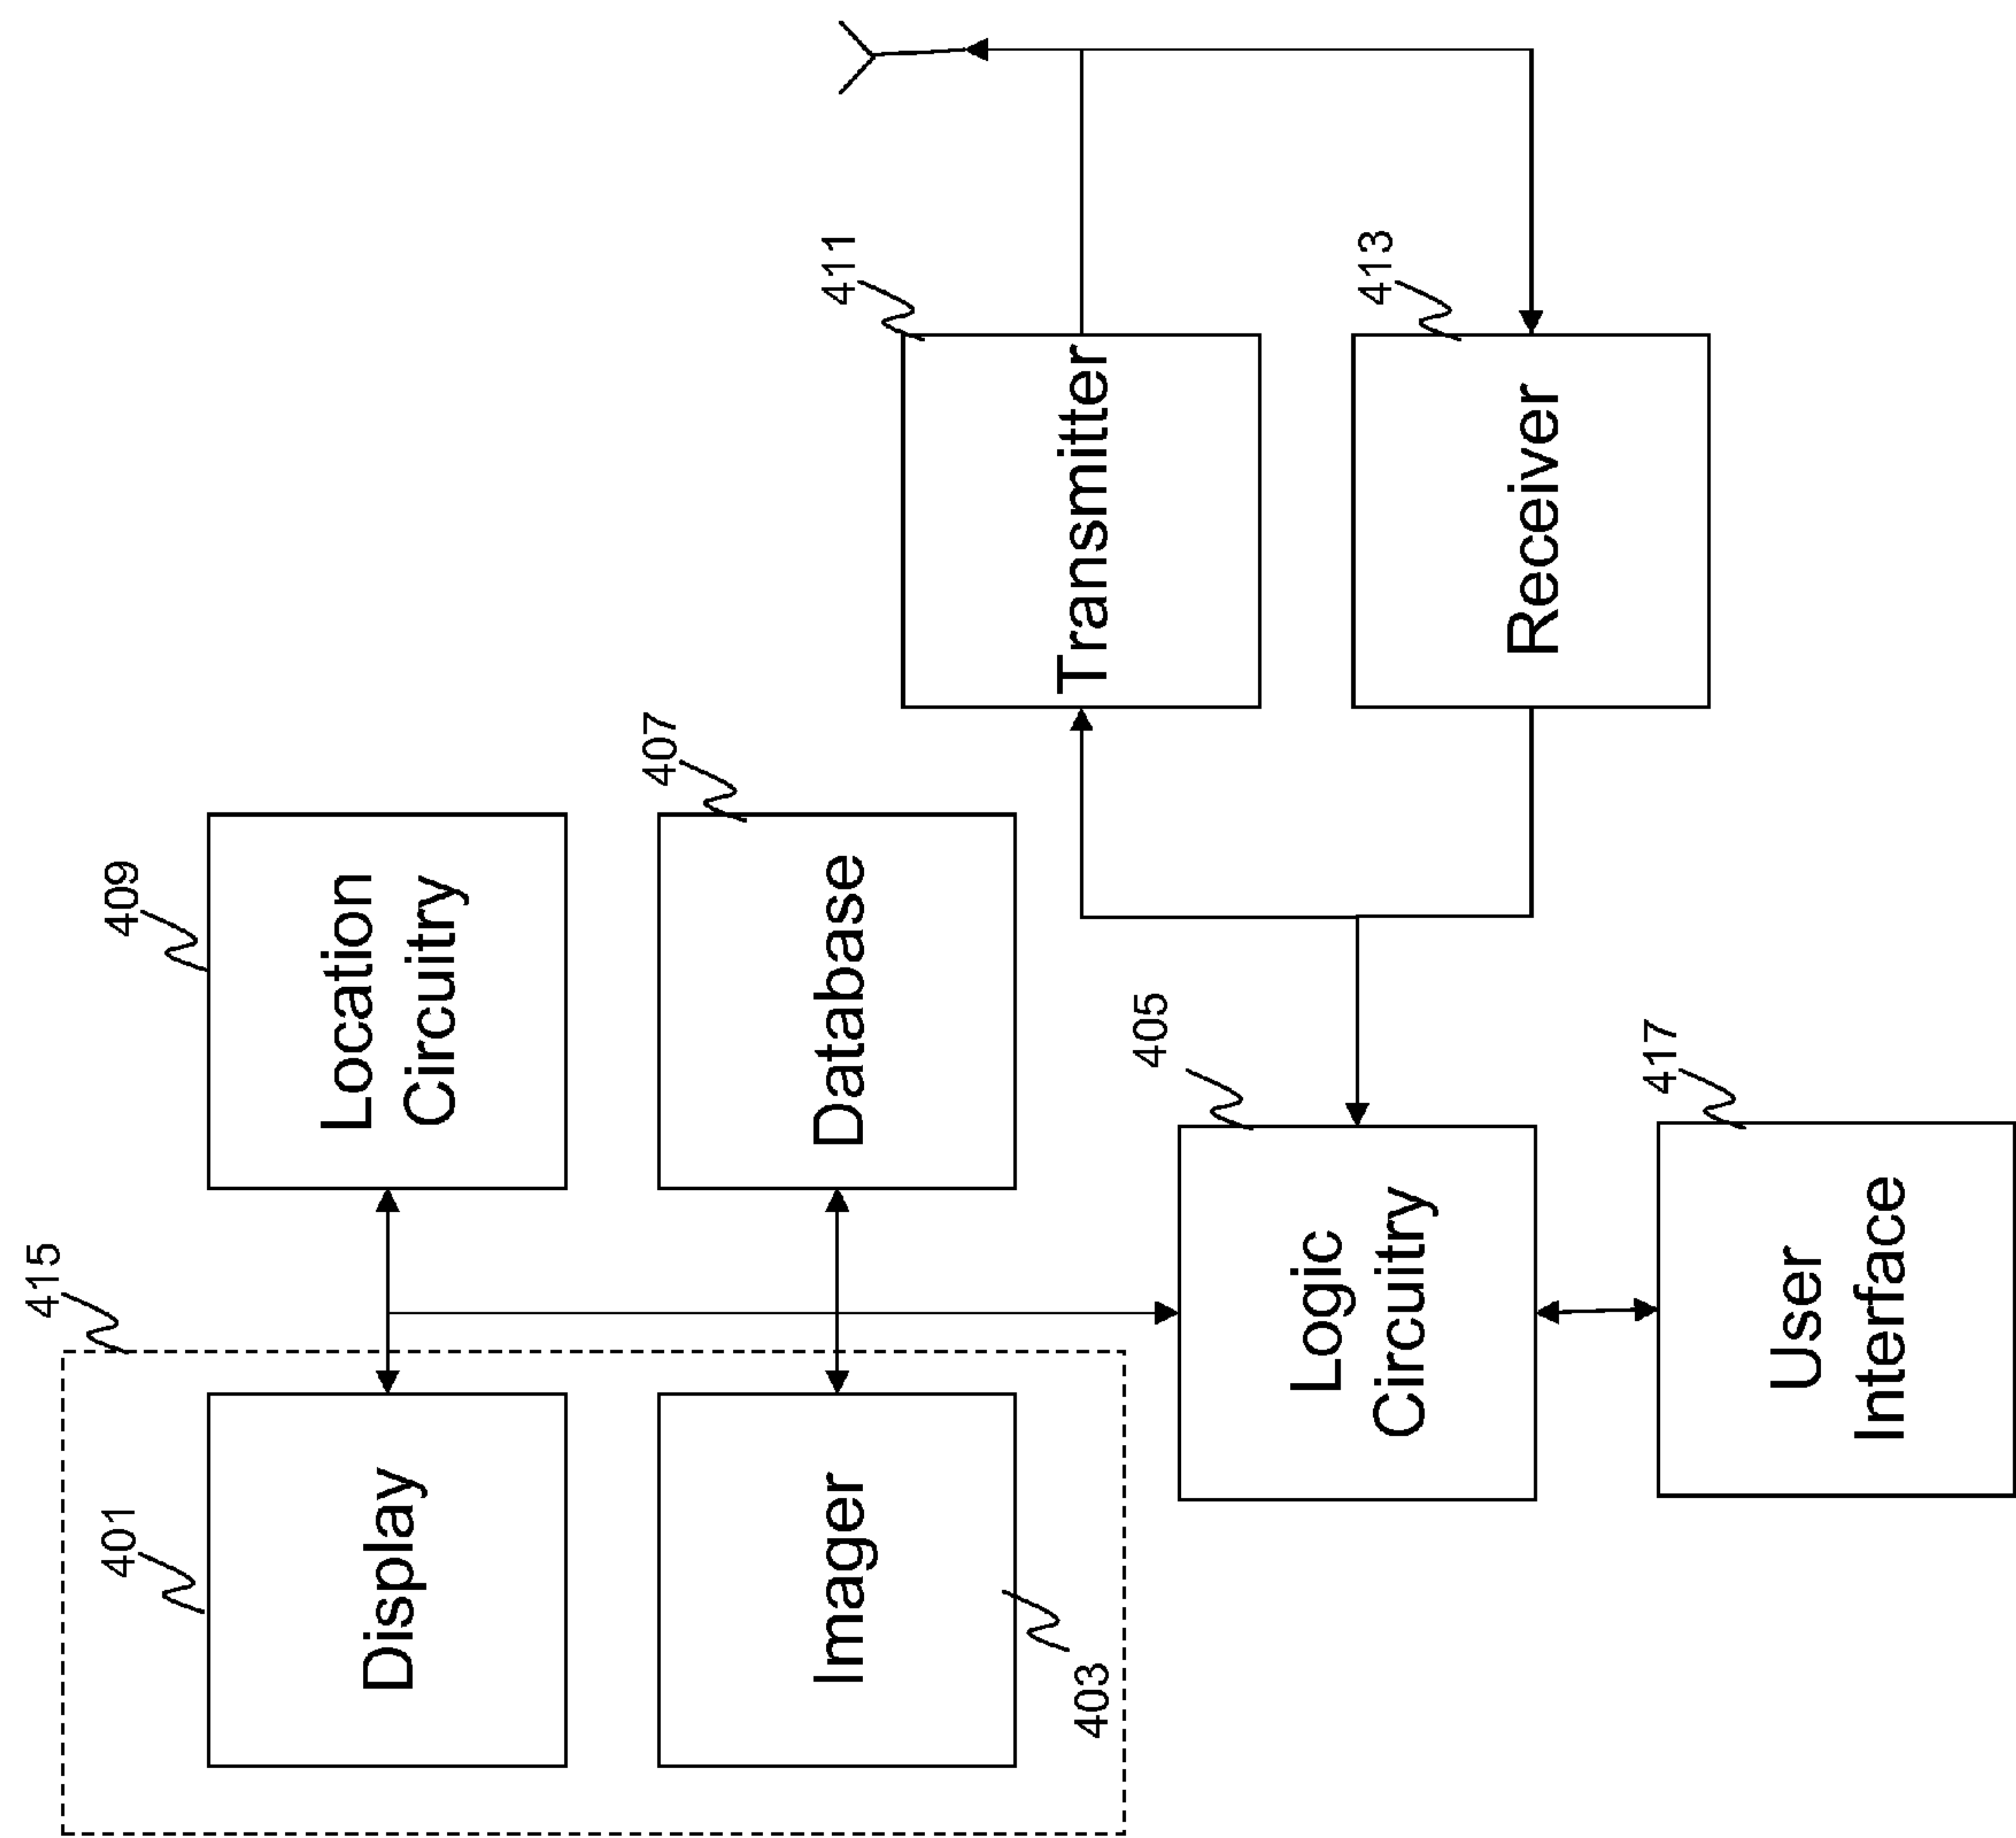 415
401
Display
409
Location
Circuitry
Imager
403
407
Database
405
Logic
Circuitry
411
Transmitter
417
User
Interface
413
Receiver